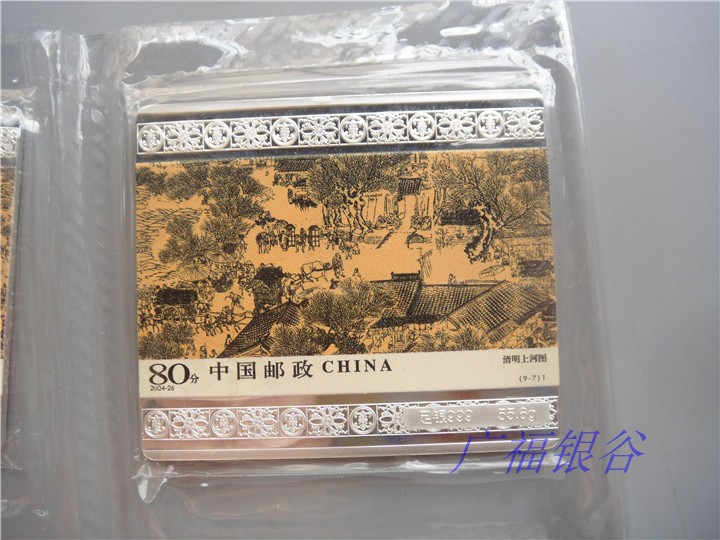 80分 中国邮政 CHINA
2004-26
清明上河图
(9-7)T
足银999 55.6g
广福银谷